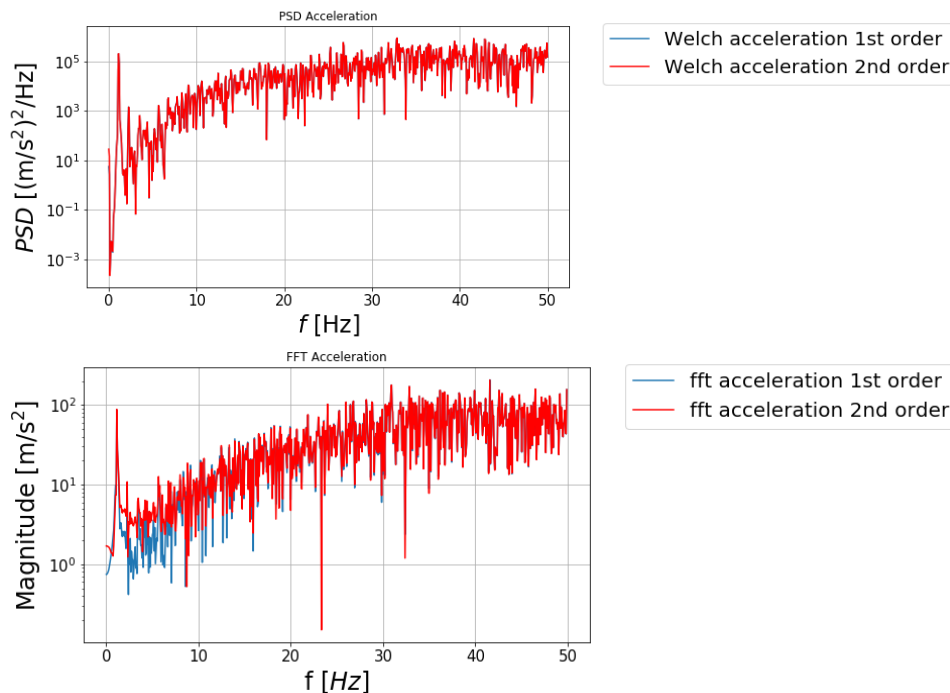 PSD Acceleration
PSD [(m/s²)²/Hz]
10⁵
10³
10¹
10⁻¹
10⁻³
0 10 20 30 40 50
f [Hz]
Welch acceleration 1st order
Welch acceleration 2nd order
FFT Acceleration
Magnitude [m/s²]
10²
10¹
10⁰
0 10 20 30 40 50
f [Hz]
fft acceleration 1st order
fft acceleration 2nd order